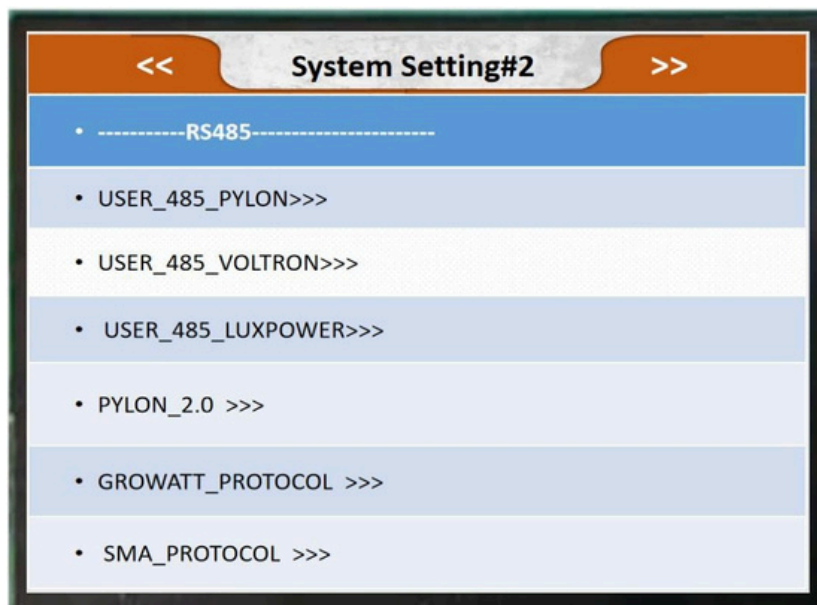 << System Setting#2 >>
• -----------RS485-----------------------
• USER_485_PYLON>>>
• USER_485_VOLTRON>>>
• USER_485_LUXPOWER>>>
• PYLON_2.0 >>>
• GROWATT_PROTOCOL >>>
• SMA_PROTOCOL >>>